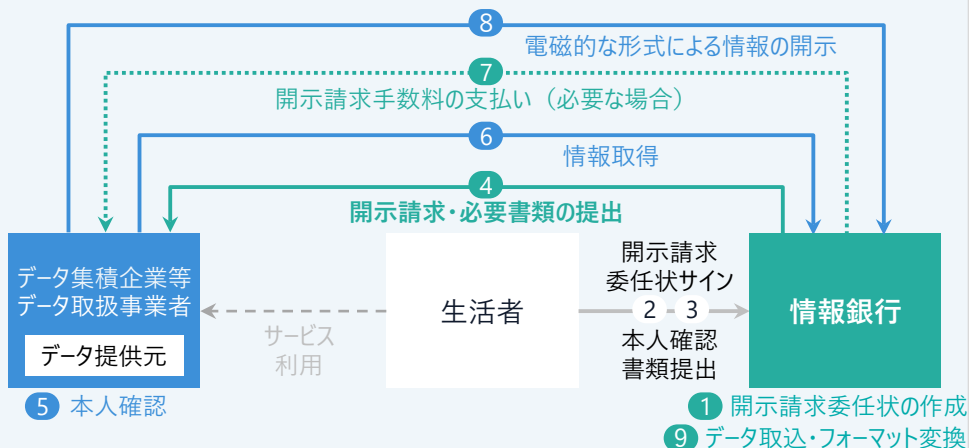 8
電磁的な形式による情報の開示
7
開示請求手数料の支払い（必要な場合）
6
情報取得
4
開示請求・必要書類の提出
データ集積企業等
データ取扱事業者
データ提供元
5 本人確認
サービス
利用
生活者
開示請求
委任状サイン
2 3
本人確認
書類提出
情報銀行
1 開示請求委任状の作成
9 データ取込・フォーマット変換